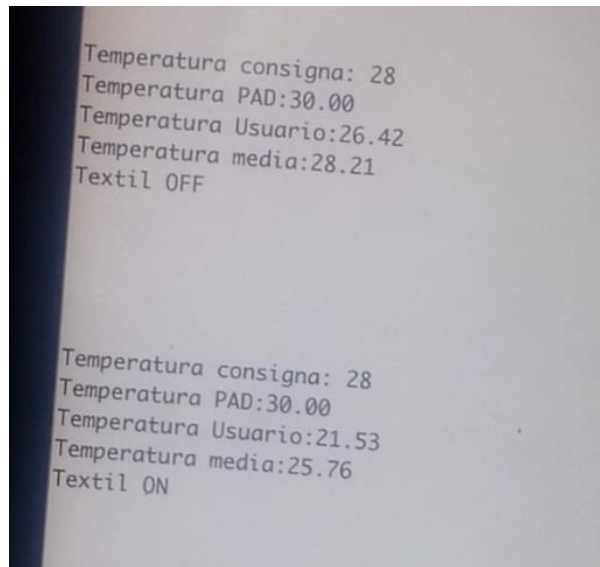 Temperatura consigna: 28
Temperatura PAD:30.00
Temperatura Usuario:26.42
Temperatura media:28.21
Textil OFF
Temperatura consigna: 28
Temperatura PAD:30.00
Temperatura Usuario:21.53
Temperatura media:25.76
Textil ON